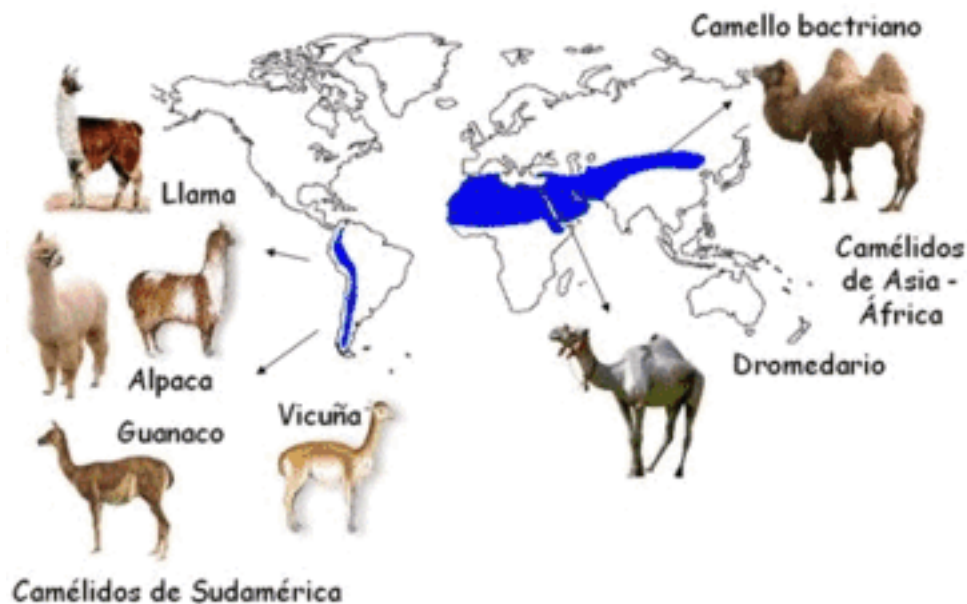 Camello bactriano
Llama
Camélidos
de Asia -
África
Dromedario
Alpaca
Guanaco
Vicuña
Camélidos de Sudamérica